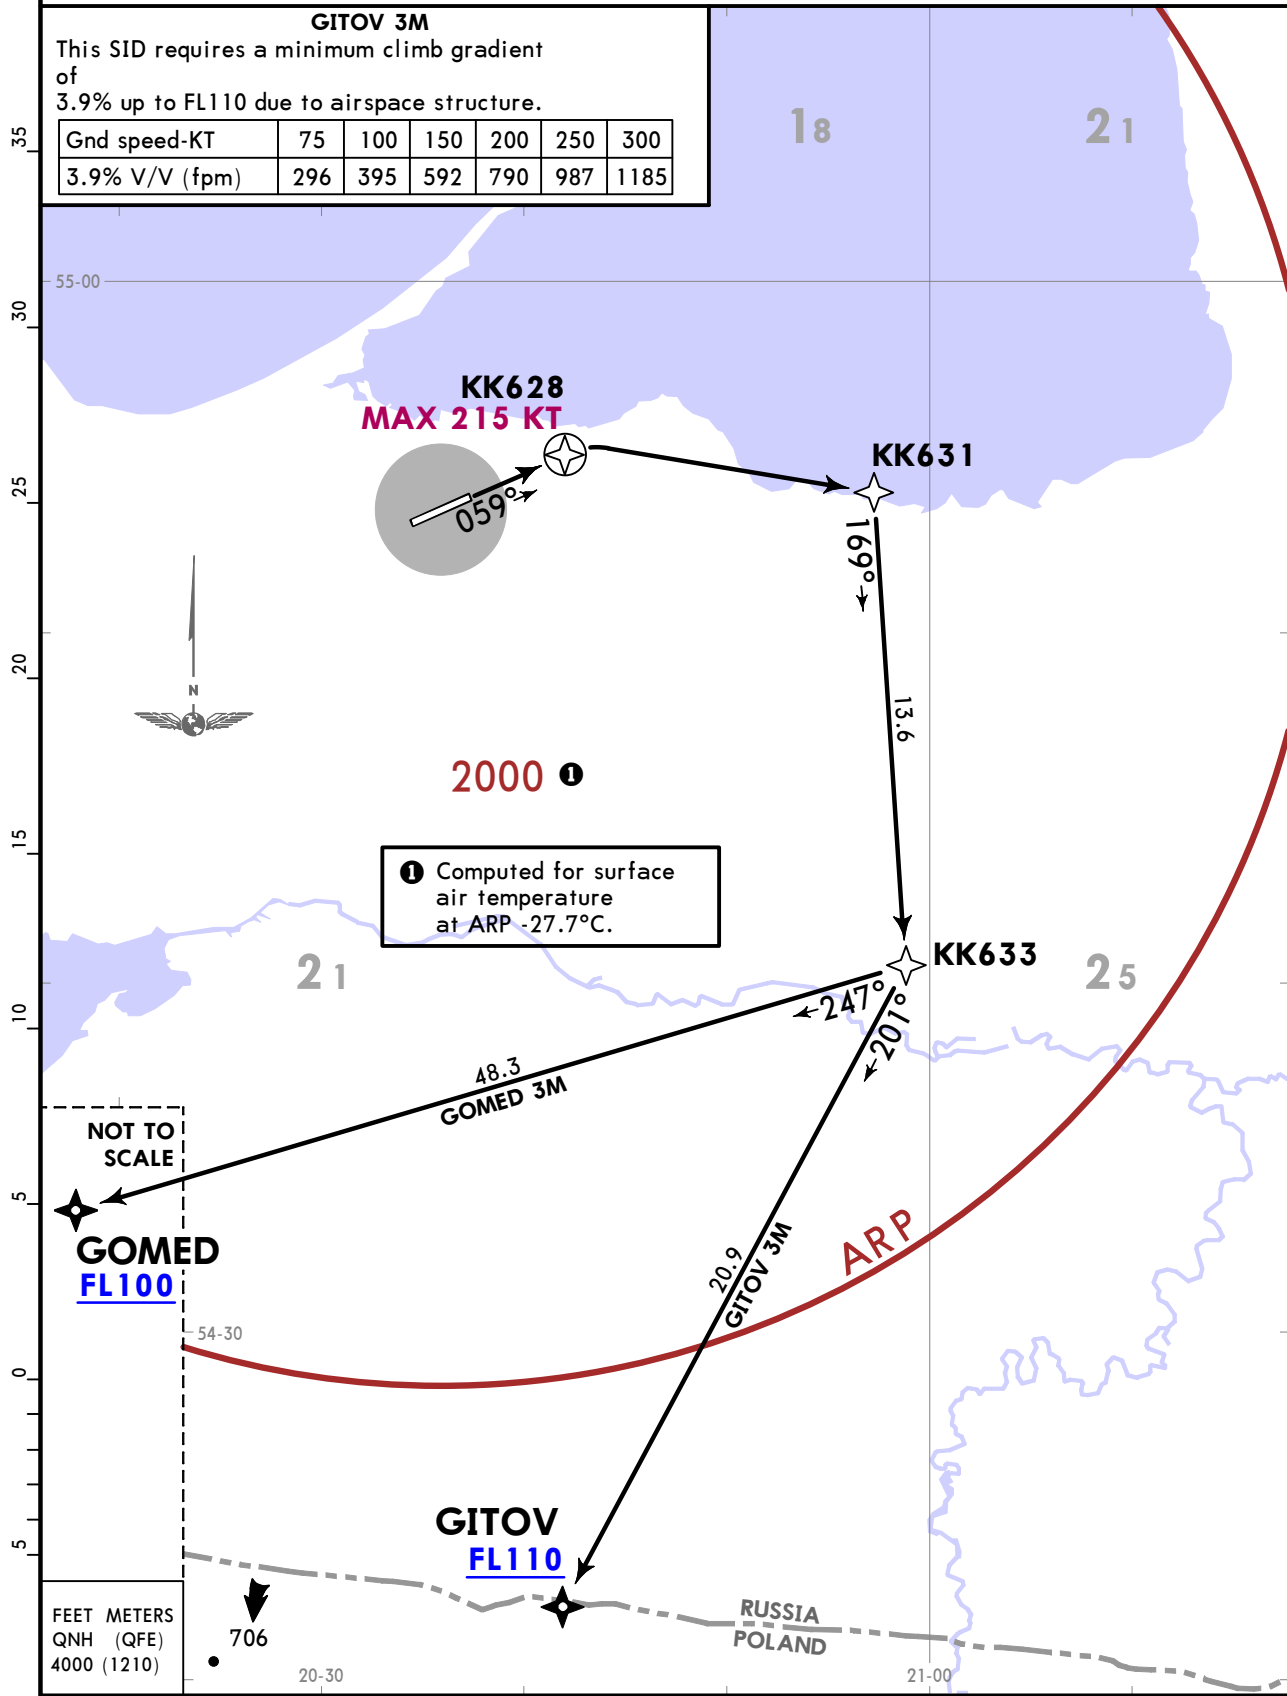 GITOV 3M
This SID requires a minimum climb gradient
of
3.9% up to FL110 due to airspace structure.
Gnd speed-KT 75 100 150 200 250 300
3.9% V/V (fpm) 296 395 592 790 987 1185
18
21
35
55-00
30
KK628
MAX 215 KT
KK631
25
059°
169°
20
N
13.6
2000 1
15
1 Computed for surface
air temperature
at ARP -27.7°C.
KK633
21
25
247°
201°
10
48.3
GOMED 3M
NOT TO
SCALE
5
GOMED
FL100
ARP
20.9
GITOV 3M
54-30
0
GITOV
FL110
5
FEET METERS
QNH (QFE)
4000 (1210)
706
RUSSIA
POLAND
20-30
21-00